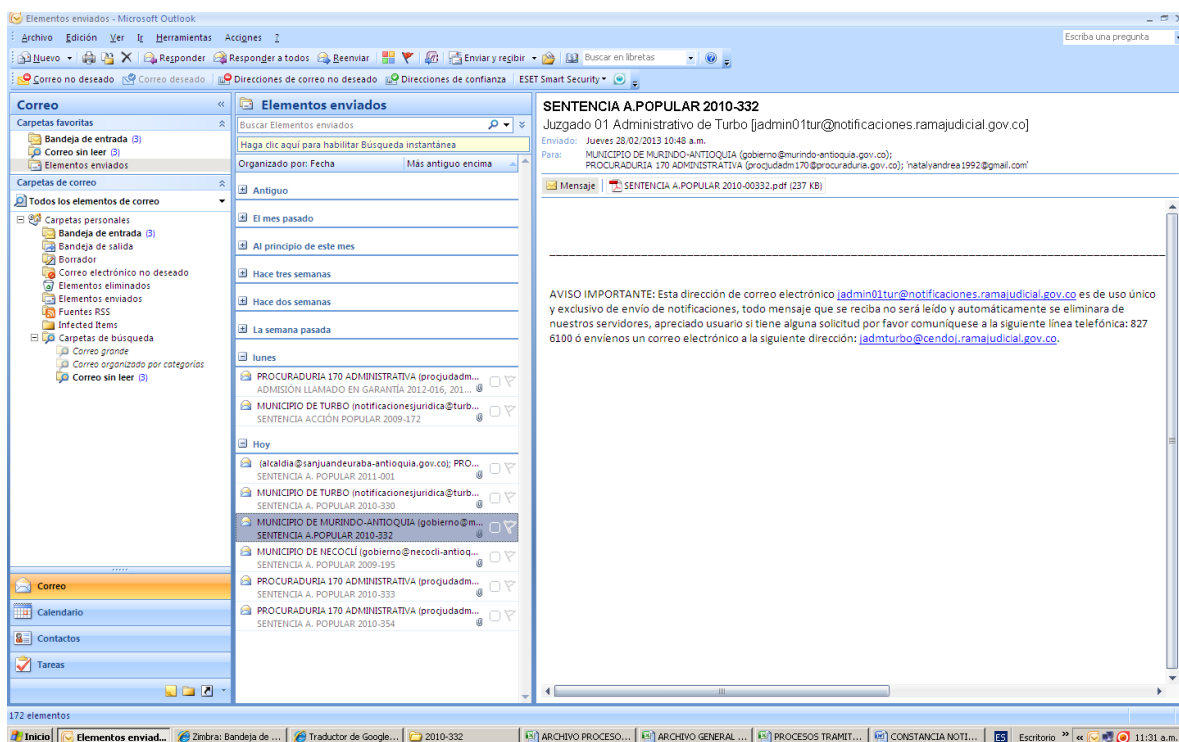 Elementos enviados - Microsoft Outlook
Archivo Edición Ver Ir Herramientas Acciones ?
Escriba una pregunta
Nuevo Responder Responder a todos Reenviar Enviar y recibir Buscar en libretas
Correo no deseado Correo deseado Direcciones de correo no deseado Direcciones de confianza ESET Smart Security
Correo
Carpetas favoritas
Bandeja de entrada (3)
Correo sin leer (3)
Elementos enviados
Carpetas de correo
Todos los elementos de correo
Carpetas personales
Bandeja de entrada (3)
Bandeja de salida
Borrador
Correo electrónico no deseado
Elementos eliminados
Elementos enviados
Fuentes RSS
Infected Items
Carpetas de búsqueda
Correo grande
Correo organizado por categorías
Correo sin leer (3)
Correo
Calendario
Contactos
Tareas
Elementos enviados
Buscar Elementos enviados
Haga clic aquí para habilitar Búsqueda instantánea
Organizado por: Fecha Más antiguo encima
Antiguo
El mes pasado
Al principio de este mes
Hace tres semanas
Hace dos semanas
La semana pasada
lunes
PROCURADURIA 170 ADMINISTRATIVA (procjudadm...
ADMISIÓN LLAMADO EN GARANTÍA 2012-016, 201...
MUNICIPIO DE TURBO (notificacionesjuridica@turb...
SENTENCIA ACCIÓN POPULAR 2009-172
Hoy
(alcaldia@sanjuandeuraba-antioquia.gov.co); PRO...
SENTENCIA A. POPULAR 2011-001
MUNICIPIO DE TURBO (notificacionesjuridica@turb...
SENTENCIA A. POPULAR 2010-330
MUNICIPIO DE MURINDO-ANTIOQUIA (gobierno@m...
SENTENCIA A.POPULAR 2010-332
MUNICIPIO DE NECOCLÍ (gobierno@necocli-antioq...
SENTENCIA A. POPULAR 2009-195
PROCURADURIA 170 ADMINISTRATIVA (procjudadm...
SENTENCIA A. POPULAR 2010-333
PROCURADURIA 170 ADMINISTRATIVA (procjudadm...
SENTENCIA A. POPULAR 2010-354
SENTENCIA A.POPULAR 2010-332
Juzgado 01 Administrativo de Turbo [jadmin01tur@notificaciones.ramajudicial.gov.co]
Enviado: Jueves 28/02/2013 10:48 a.m.
Para: MUNICIPIO DE MURINDO-ANTIOQUIA (gobierno@murindo-antioquia.gov.co);
PROCURADURIA 170 ADMINISTRATIVA (procjudadm170@procuraduria.gov.co); 'natalyandrea1992@gmail.com'
Mensaje SENTENCIA A.POPULAR 2010-00332.pdf (237 KB)
AVISO IMPORTANTE: Esta dirección de correo electrónico jadmin01tur@notificaciones.ramajudicial.gov.co es de uso único
y exclusivo de envío de notificaciones, todo mensaje que se reciba no será leído y automáticamente se eliminara de
nuestros servidores, apreciado usuario si tiene alguna solicitud por favor comuníquese a la siguiente línea telefónica: 827
6100 ó envíenos un correo electrónico a la siguiente dirección: jadmturbo@cendoj.ramajudicial.gov.co.
172 elementos
Inicio Elementos enviad... Zimbra: Bandeja de ... Traductor de Google... 2010-332 ARCHIVO PROCESO... ARCHIVO GENERAL ... PROCESOS TRAMIT... CONSTANCIA NOTI... ES Escritorio 11:31 a.m.